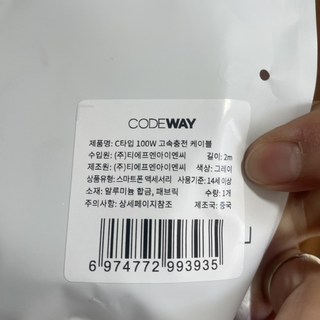 CODEWAY
제품명: C타입 100W 고속충전 케이블
수입원: (주)티에프엔아이엔씨 길이: 2m
제조원: (주)티에프엔아이엔씨 색상: 그레이
상품유형: 스마트폰 액세서리 사용기준: 14세 이상
소재: 알루미늄 합금, 패브릭 수량: 1개
주의사항: 상세페이지참조 제조국: 중국
6 974772 993935